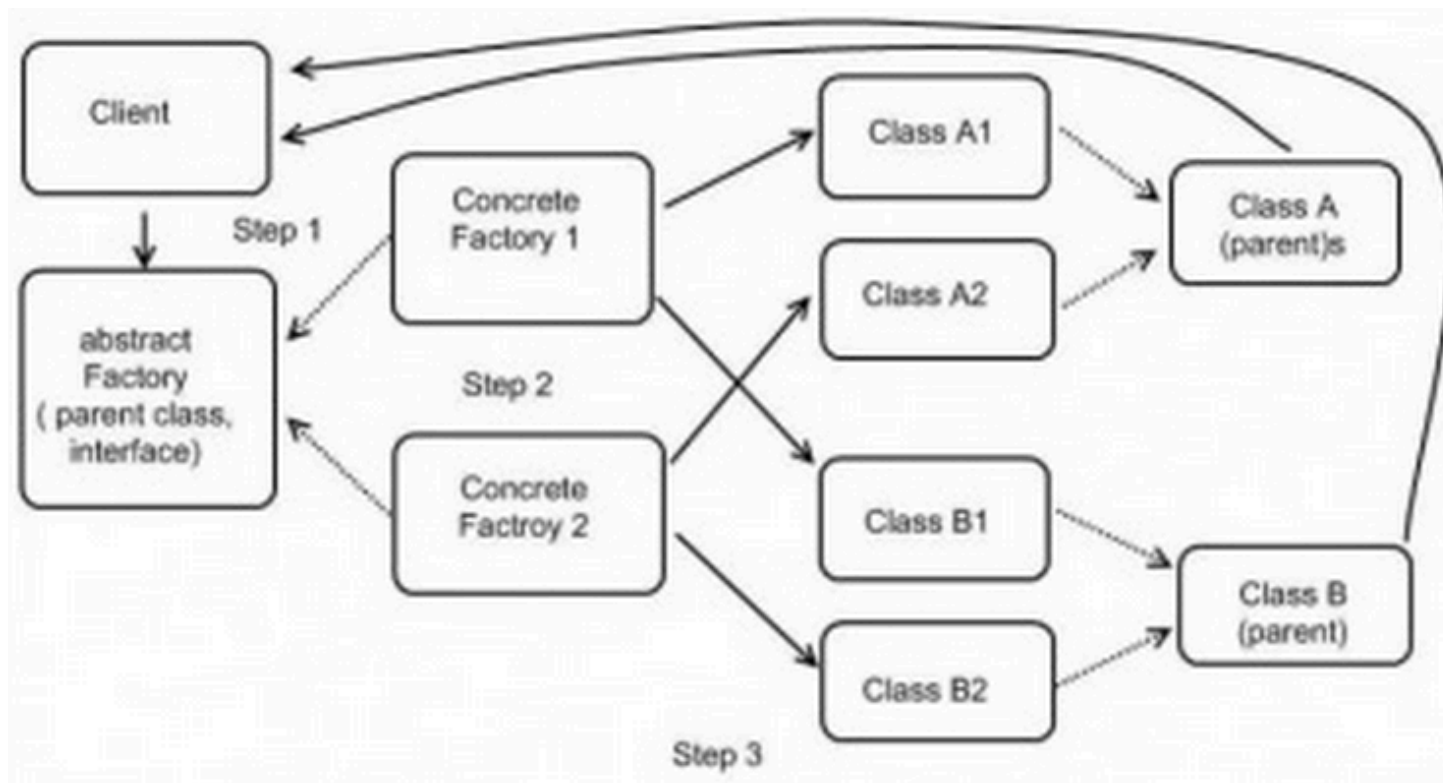 Client
Step 1
abstract
Factory
( parent class,
interface)
Concrete
Factory 1
Step 2
Concrete
Factroy 2
Class A1
Class A2
Class B1
Class B2
Step 3
Class A
(parent)s
Class B
(parent)